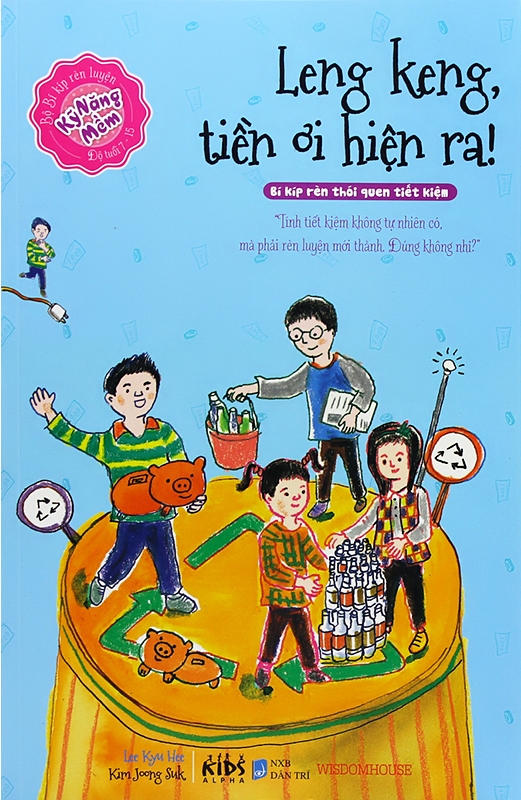 Bộ Bí kíp rèn luyện
Kỹ Năng
Mềm
Độ tuổi 7 - 15
Leng keng,
tiền ơi hiện ra!
Bí kíp rèn thói quen tiết kiệm
"Tính tiết kiệm không tự nhiên có,
mà phải rèn luyện mới thành. Đúng không nhỉ?"
Lee Kyu Hee
Kim Joong Suk
KIDS
ALPHA
NXB
DÂN TRÍ
WISDOMHOUSE